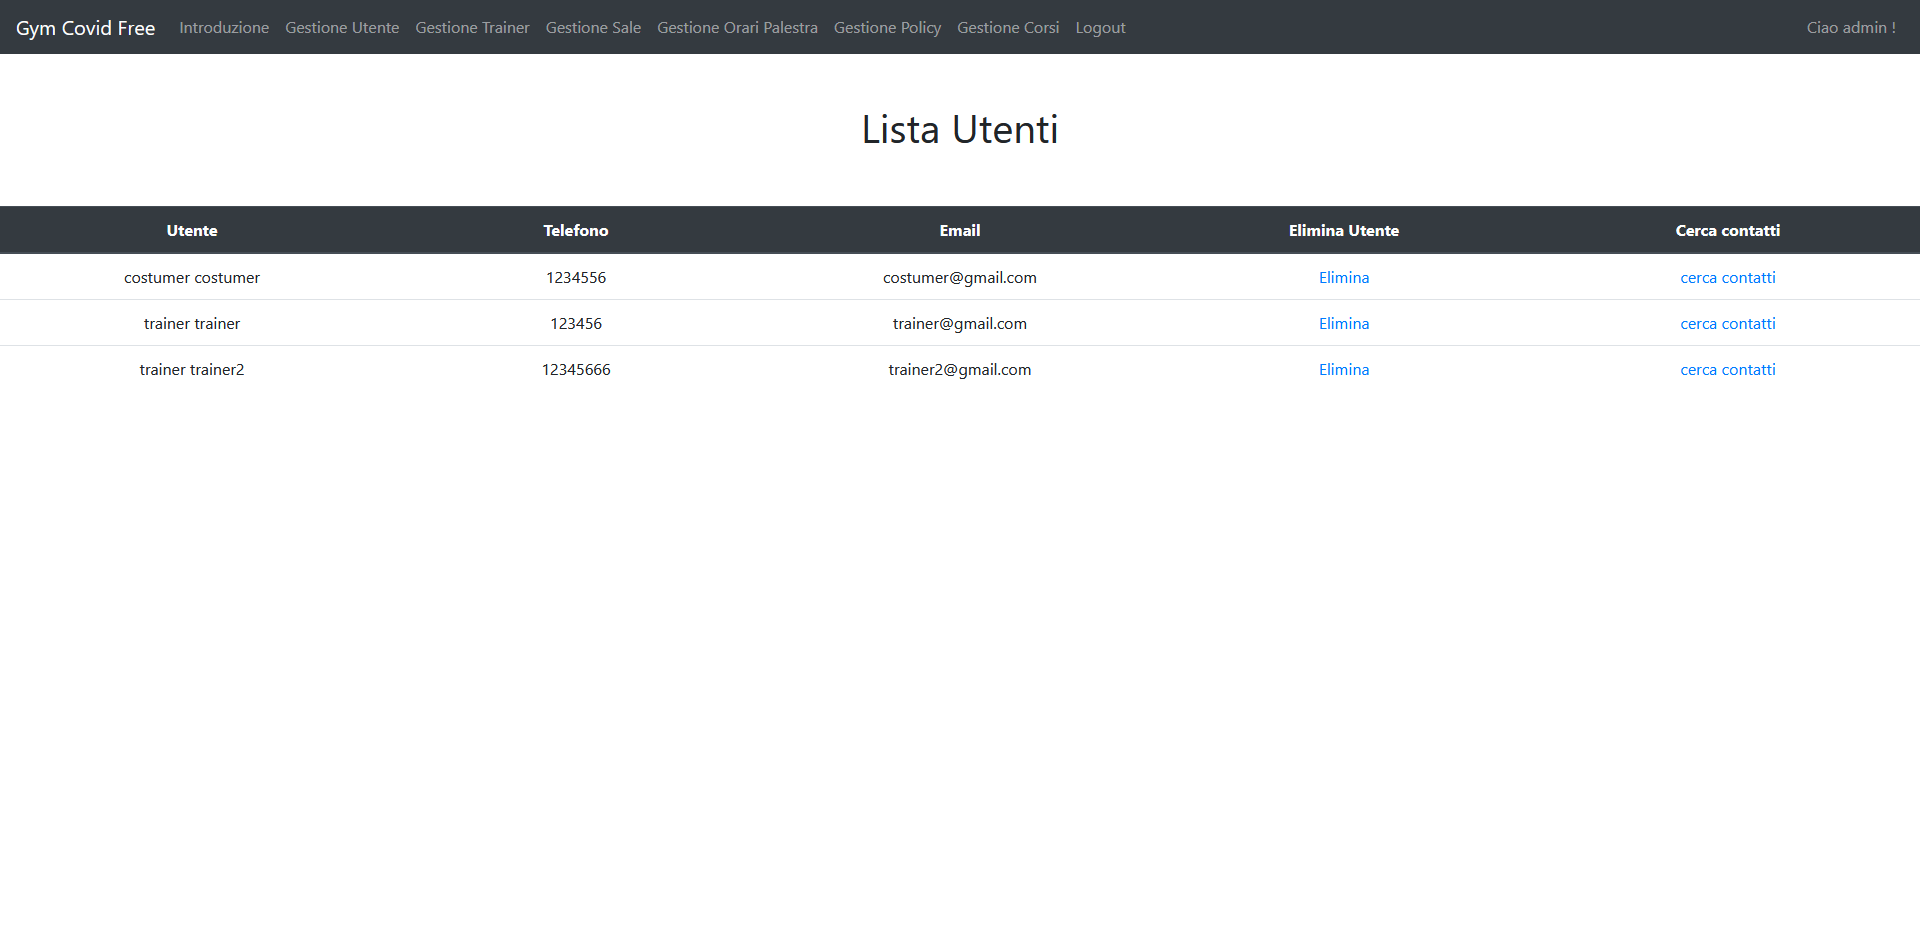 Gym Covid Free Introduzione Gestione Utente Gestione Trainer Gestione Sale Gestione Orari Palestra Gestione Policy Gestione Corsi Logout Ciao admin !
Lista Utenti
Utente Telefono Email Elimina Utente Cerca contatti
costumer costumer 1234556 costumer@gmail.com Elimina cerca contatti
trainer trainer 123456 trainer@gmail.com Elimina cerca contatti
trainer trainer2 12345666 trainer2@gmail.com Elimina cerca contatti